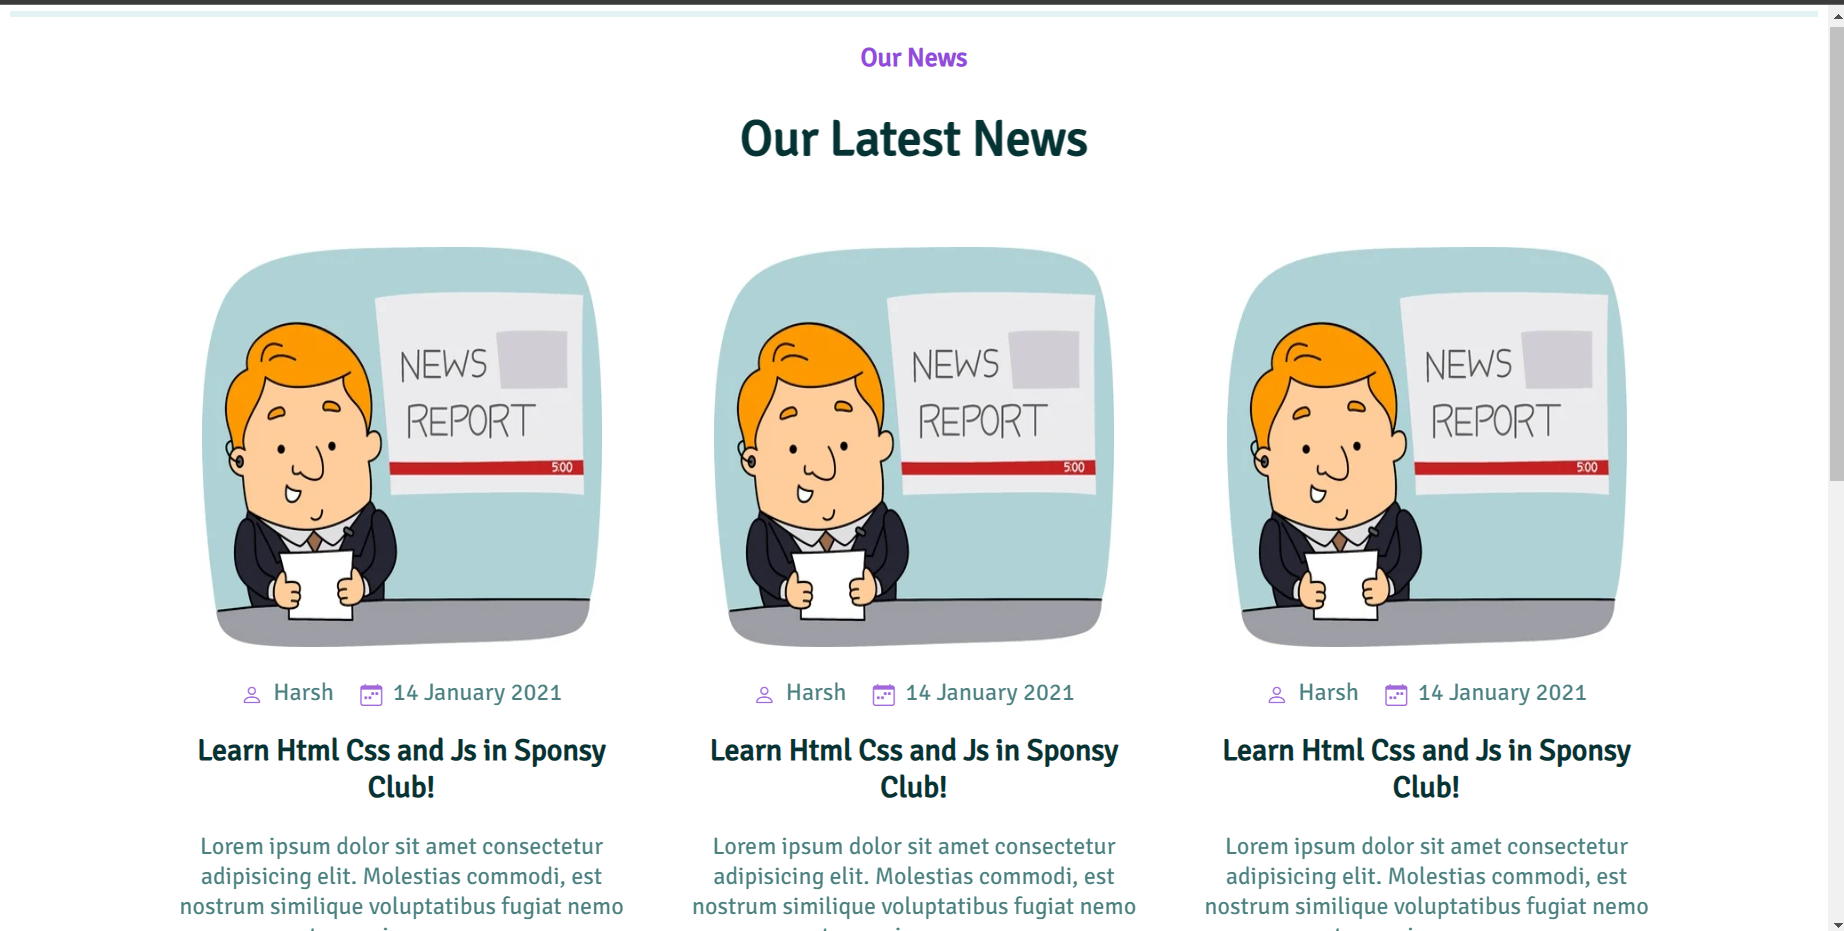 Our News
Our Latest News
NEWS
REPORT
5:00
NEWS
REPORT
5:00
NEWS
REPORT
5:00
Harsh 14 January 2021
Learn Html Css and Js in Sponsy
Club!
Lorem ipsum dolor sit amet consectetur
adipisicing elit. Molestias commodi, est
nostrum similique voluptatibus fugiat nemo
Harsh 14 January 2021
Learn Html Css and Js in Sponsy
Club!
Lorem ipsum dolor sit amet consectetur
adipisicing elit. Molestias commodi, est
nostrum similique voluptatibus fugiat nemo
Harsh 14 January 2021
Learn Html Css and Js in Sponsy
Club!
Lorem ipsum dolor sit amet consectetur
adipisicing elit. Molestias commodi, est
nostrum similique voluptatibus fugiat nemo